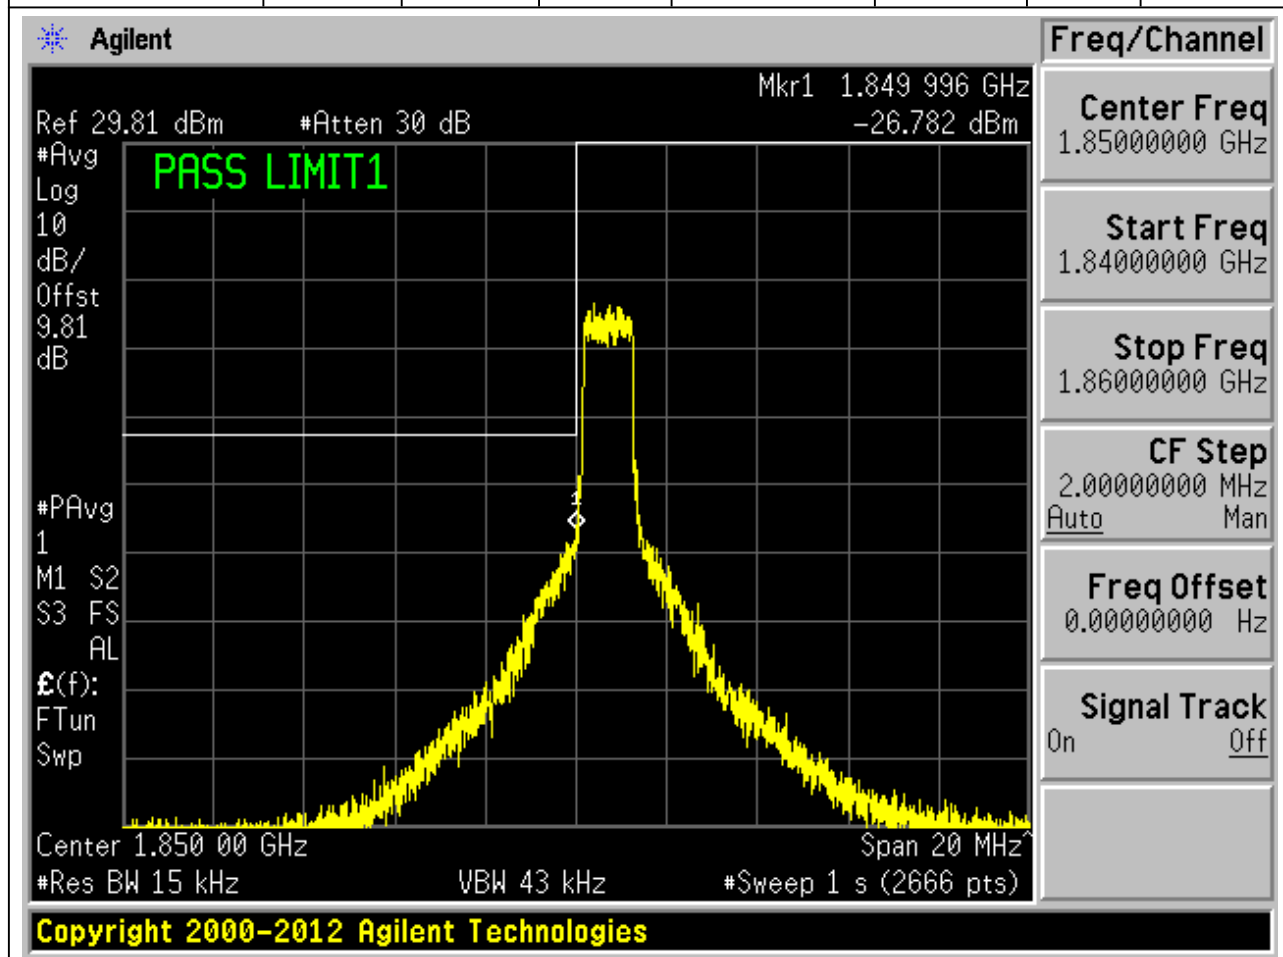 Agilent
Freq/Channel
Mkr1 1.849 996 GHz
Ref 29.81 dBm #Atten 30 dB -26.782 dBm
#Avg
Log
10
dB/
Offst
9.81
dB
PASS LIMIT1
1
#PAvg
1
M1 S2
S3 FS
AL
£(f):
FTun
Swp
Center 1.850 00 GHz Span 20 MHz^
#Res BW 15 kHz VBW 43 kHz #Sweep 1 s (2666 pts)
Copyright 2000-2012 Agilent Technologies
Center Freq
1.85000000 GHz
Start Freq
1.84000000 GHz
Stop Freq
1.86000000 GHz
CF Step
2.00000000 MHz
Auto Man
Freq Offset
0.00000000 Hz
Signal Track
On Off